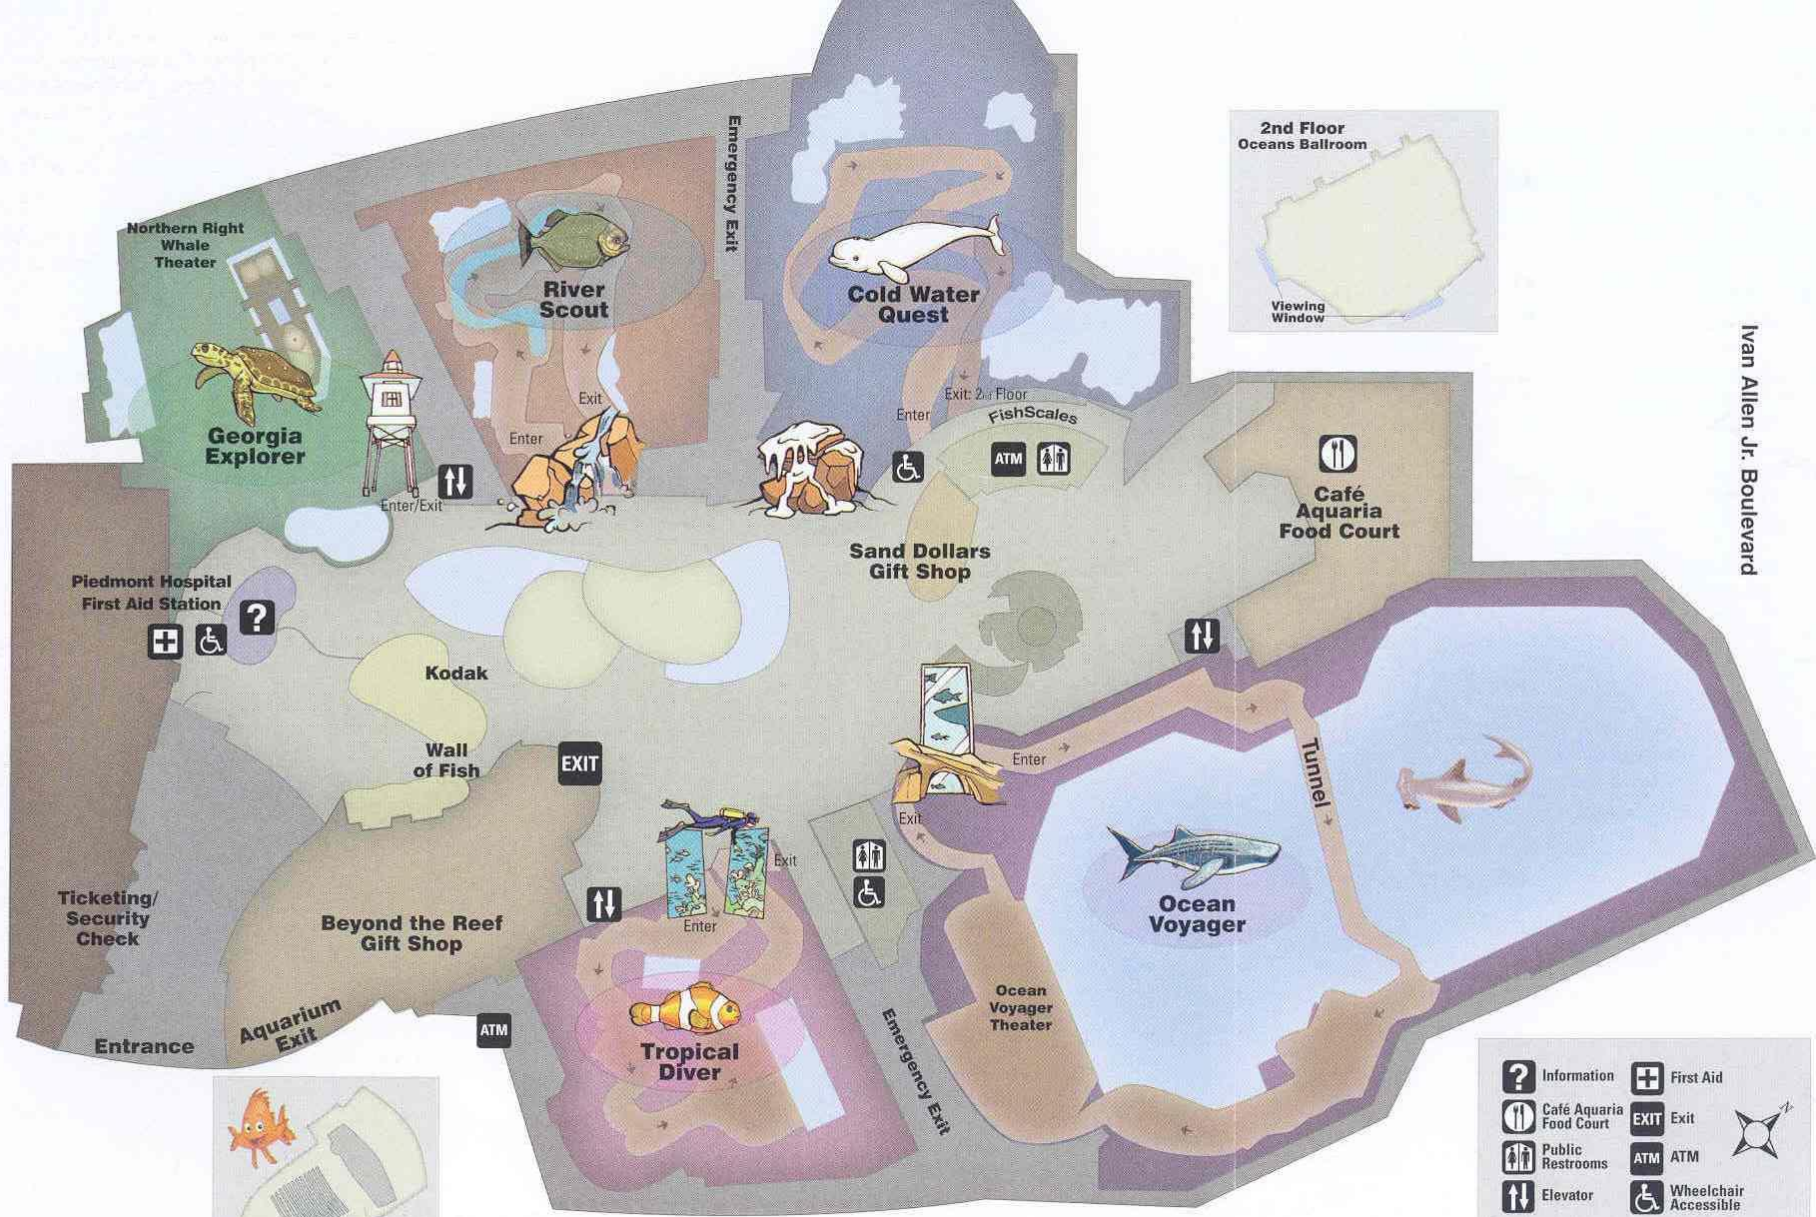 Emergency Exit
2nd Floor
Oceans Ballroom
Viewing
Window
Northern Right
Whale
Theater
River
Scout
Cold Water
Quest
Ivan Allen Jr. Boulevard
Georgia
Explorer
Exit
Enter
Enter/Exit
Enter
Exit: 2nd Floor
FishScales
ATM
Café
Aquaria
Food Court
Sand Dollars
Gift Shop
Piedmont Hospital
First Aid Station
?
Kodak
Wall
of Fish
EXIT
Enter
Tunnel
Exit
Exit
Enter
Ocean
Voyager
Ticketing/
Security
Check
Beyond the Reef
Gift Shop
Ocean
Voyager
Theater
Aquarium
Exit
Entrance
ATM
Tropical
Diver
Emergency Exit
? Information
First Aid
Café Aquaria
Food Court
EXIT Exit
Public
Restrooms
ATM ATM
Elevator
Wheelchair
Accessible
N